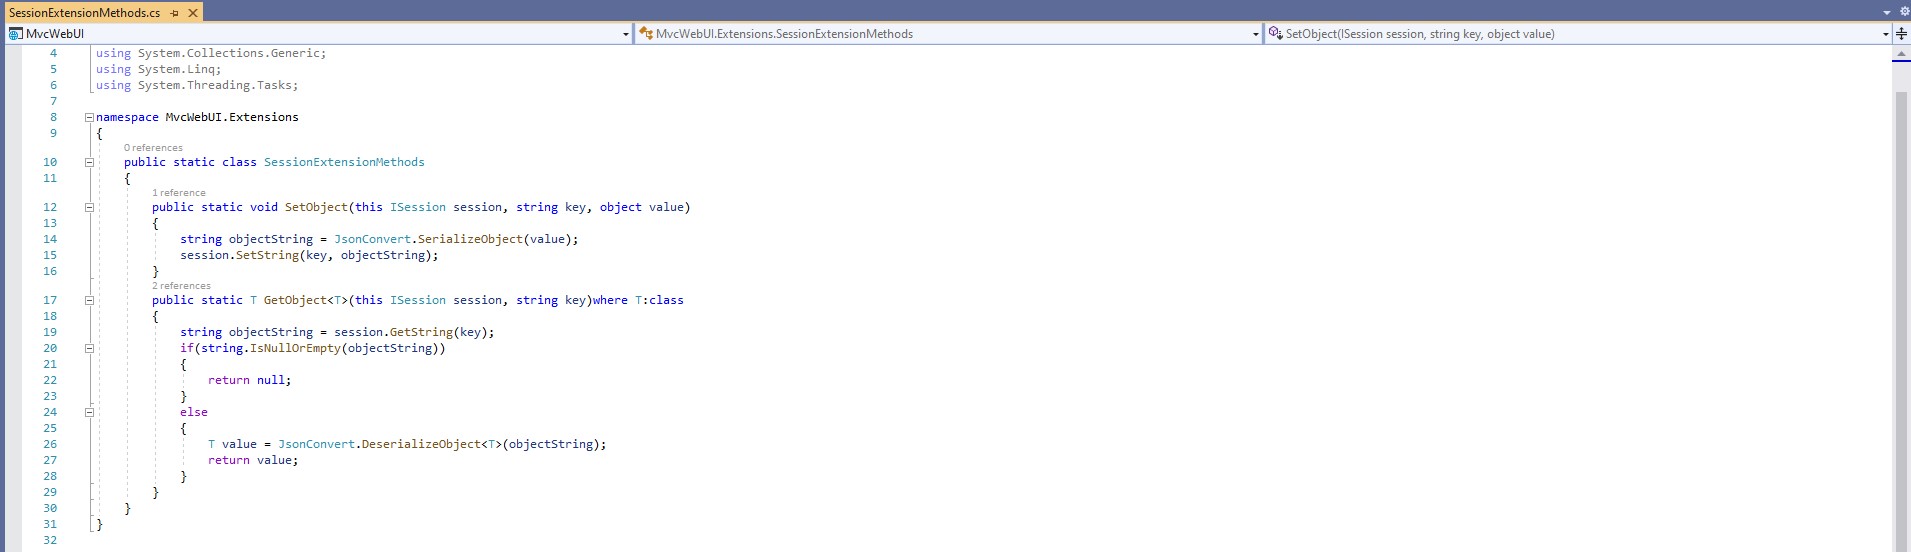 SessionExtensionMethods.cs
MvcWebUI
MvcWebUI.Extensions.SessionExtensionMethods
SetObject(ISession session, string key, object value)
4 using System.Collections.Generic;
5 using System.Linq;
6 using System.Threading.Tasks;
7
8 namespace MvcWebUI.Extensions
9 {
0 references
10 public static class SessionExtensionMethods
11 {
1 reference
12 public static void SetObject(this ISession session, string key, object value)
13 {
14 string objectString = JsonConvert.SerializeObject(value);
15 session.SetString(key, objectString);
16 }
2 references
17 public static T GetObject<T>(this ISession session, string key)where T:class
18 {
19 string objectString = session.GetString(key);
20 if(string.IsNullOrEmpty(objectString))
21 {
22 return null;
23 }
24 else
25 {
26 T value = JsonConvert.DeserializeObject<T>(objectString);
27 return value;
28 }
29 }
30 }
31 }
32